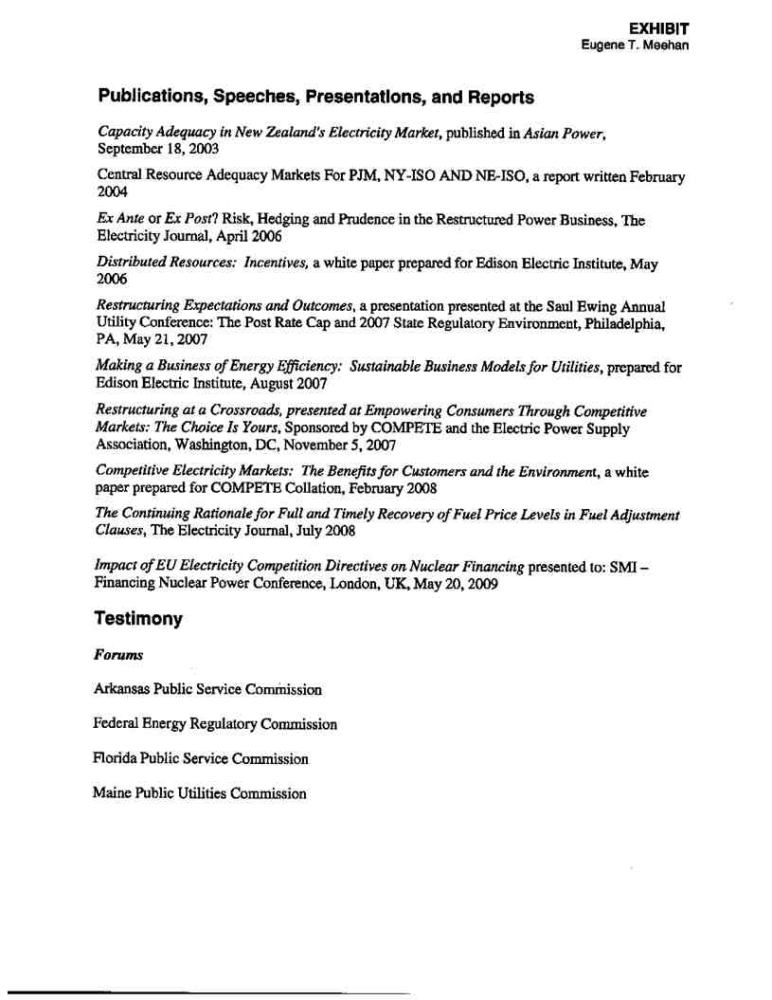 EXHIBIT
Eugene T. Meehan
Publications, Speeches, Presentations, and Reports
Capacity Adequacy in New Zealand's Electricity Market, published in Asian Power,
September 18, 2003
Central Resource Adequacy Markets For PJM, NY-ISO AND NE-ISO, a report written February
2004
Ex Ante or Ex Post? Risk, Hedging and Prudence in the Restructured Power Business, The
Electricity Journal, April 2006
Distributed Resources: Incentives, a white paper prepared for Edison Electric Institute, May
2006
Restructuring Expectations and Outcomes, a presentation presented at the Saul Ewing Annual
Utility Conference: The Post Rate Cap and 2007 State Regulatory Environment, Philadelphia,
PA, May 21, 2007
Making a Business of Energy Efficiency: Sustainable Business Models for Utilities, prepared for
Edison Electric Institute, August 2007
Restructuring at a Crossroads, presented at Empowering Consumers Through Competitive
Markets: The Choice Is Yours, Sponsored by COMPETE and the Electric Power Supply
Association, Washington, DC, November 5, 2007
Competitive Electricity Markets: The Benefits for Customers and the Environment, a white
paper prepared for COMPETE Collation, February 2008
The Continuing Rationale for Full and Timely Recovery of Fuel Price Levels in Fuel Adjustment
Clauses, The Electricity Journal, July 2008
Impact of EU Electricity Competition Directives on Nuclear Financing presented to: SMI –
Financing Nuclear Power Conference, London, UK, May 20, 2009
Testimony
Forums
Arkansas Public Service Commission
Federal Energy Regulatory Commission
Florida Public Service Commission
Maine Public Utilities Commission